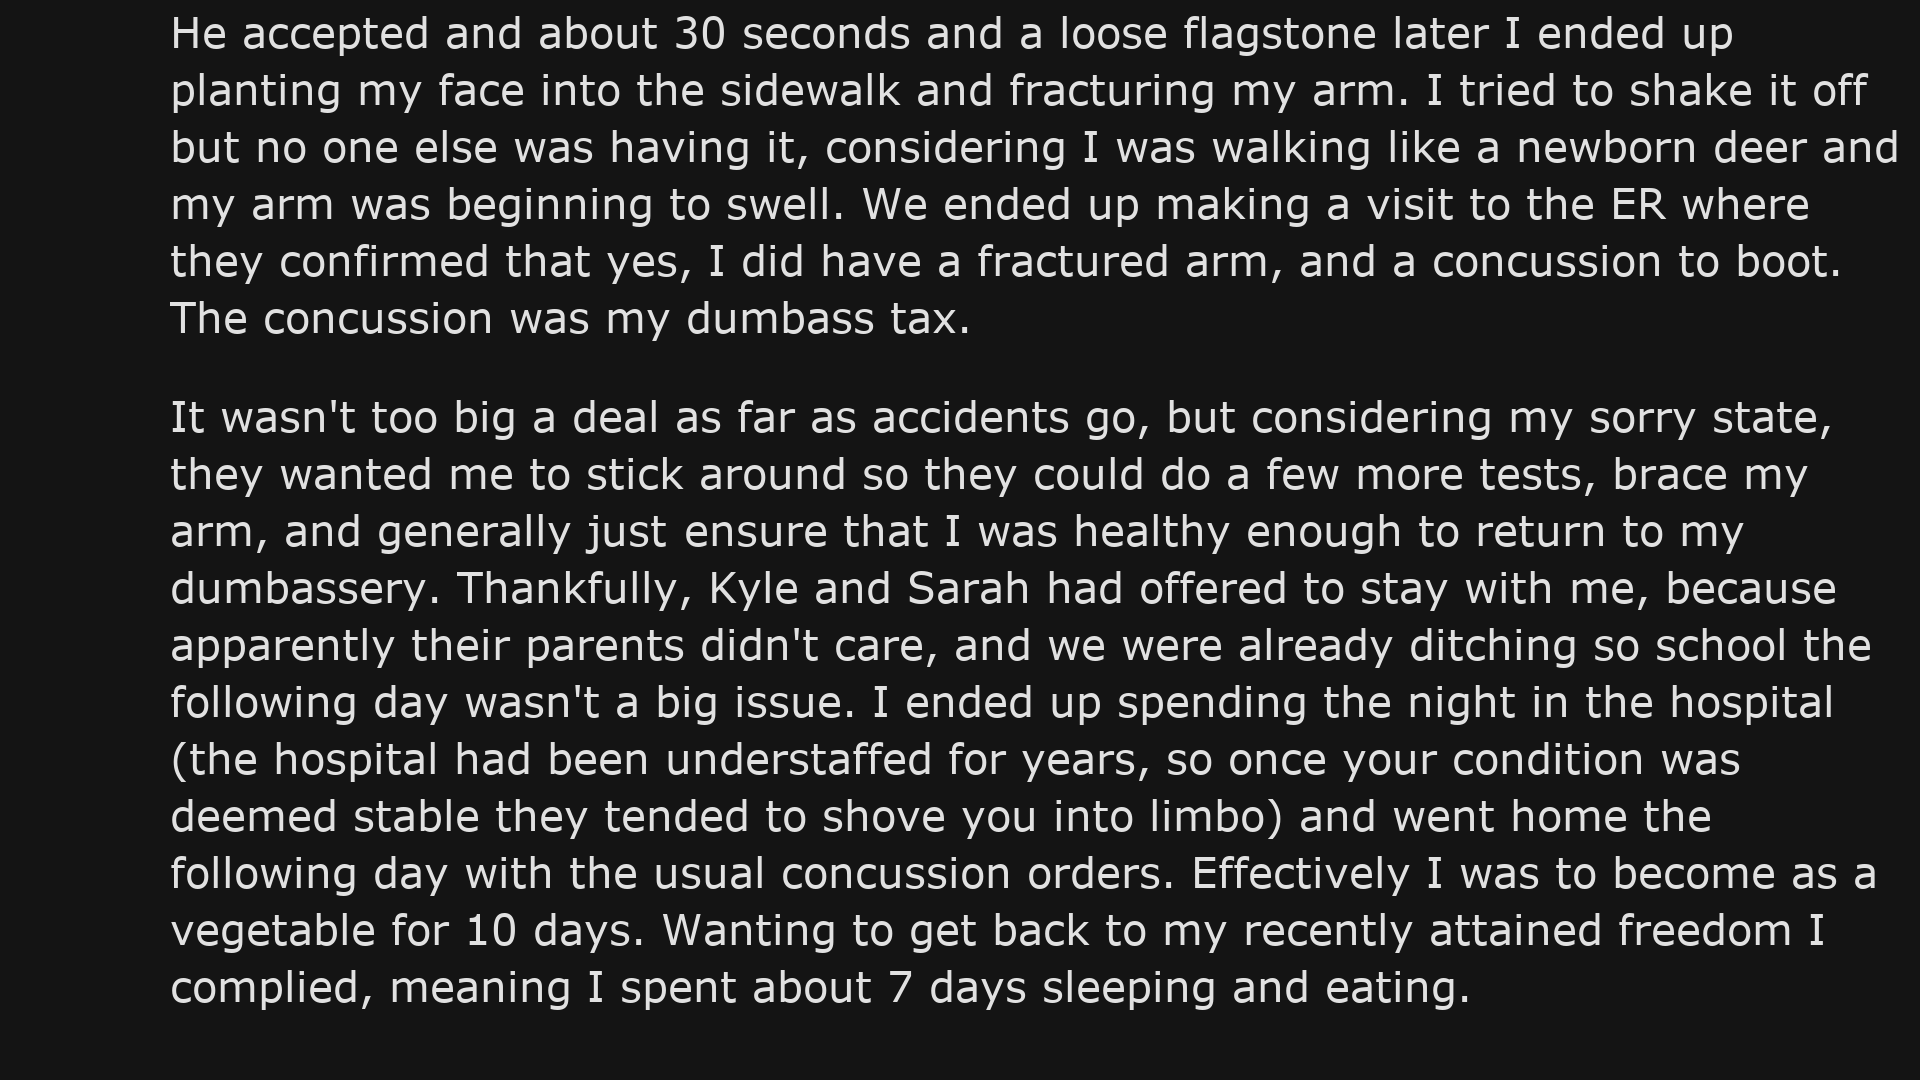 He accepted and about 30 seconds and a loose flagstone later I ended up
planting my face into the sidewalk and fracturing my arm. I tried to shake it off
but no one else was having it, considering I was walking like a newborn deer and
my arm was beginning to swell. We ended up making a visit to the ER where
they confirmed that yes, I did have a fractured arm, and a concussion to boot.
The concussion was my dumbass tax.
It wasn't too big a deal as far as accidents go, but considering my sorry state,
they wanted me to stick around so they could do a few more tests, brace my
arm, and generally just ensure that I was healthy enough to return to my
dumbassery. Thankfully, Kyle and Sarah had offered to stay with me, because
apparently their parents didn't care, and we were already ditching so school the
following day wasn't a big issue. I ended up spending the night in the hospital
(the hospital had been understaffed for years, so once your condition was
deemed stable they tended to shove you into limbo) and went home the
following day with the usual concussion orders. Effectively I was to become as a
vegetable for 10 days. Wanting to get back to my recently attained freedom I
complied, meaning I spent about 7 days sleeping and eating.